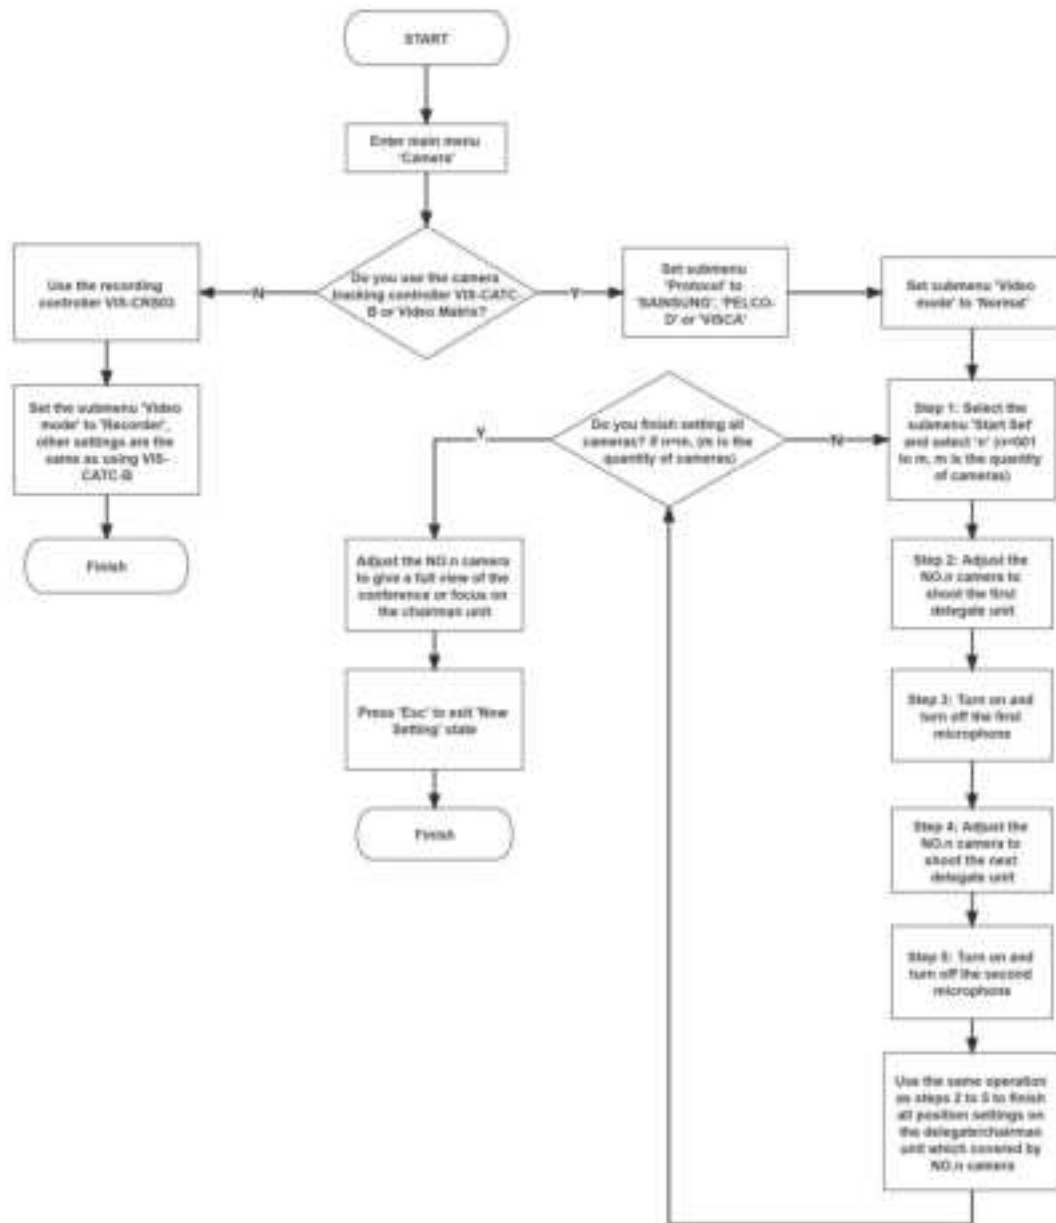 START
Enter main menu
'Camera'
Do you use the camera
tracking controller VIS-CATC-
B or Video Matrix?
N
Y
Use the recording
controller VIS-CRS03
Set the submenu 'Video
mode' to 'Recorder',
other settings are the
same as using VIS-
CATC-B
Finish
Set submenu
'Protocol' to
'SAINSUNG', 'PELCO-
D' or 'VISCA'
Set submenu 'Video
mode' to 'Normal'
Step 1: Select the
submenu 'Start Set'
and select 'n' (n=001
to m, m is the quantity
of cameras)
Step 2: Adjust the
NO.n camera to
shoot the first
delegate unit
Step 3: Turn on and
turn off the first
microphone
Step 4: Adjust the
NO.n camera to
shoot the next
delegate unit
Step 5: Turn on and
turn off the second
microphone
Use the same operation
as steps 2 to 5 to finish
all position settings on
the delegate/chairman
unit which covered by
NO.n camera
Do you finish setting all
cameras? if n=m, (m is the
quantity of cameras)
Y
N
Adjust the NO.n camera
to give a full view of the
conference or focus on
the chairman unit
Press 'Esc' to exit 'New
Setting' state
Finish